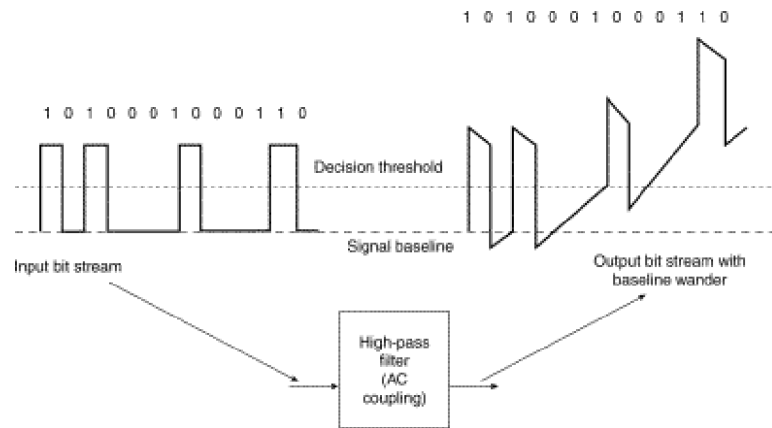 1 0 1 0 0 0 1 0 0 0 1 1 0
1 0 1 0 0 0 1 0 0 0 1 1 0
Decision threshold
Signal baseline
Input bit stream
Output bit stream with
baseline wander
High-pass
filter
(AC
coupling)